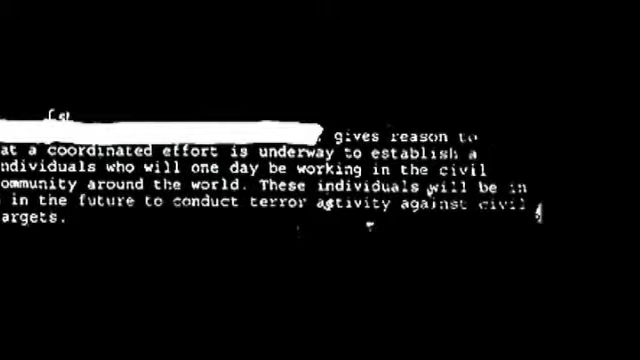 gives reason to
at a coordinated effort is underway to establish a
ndividuals who will one day be working in the civil
ommunity around the world. These individuals will be in
in the future to conduct terror activity against civil
argets.